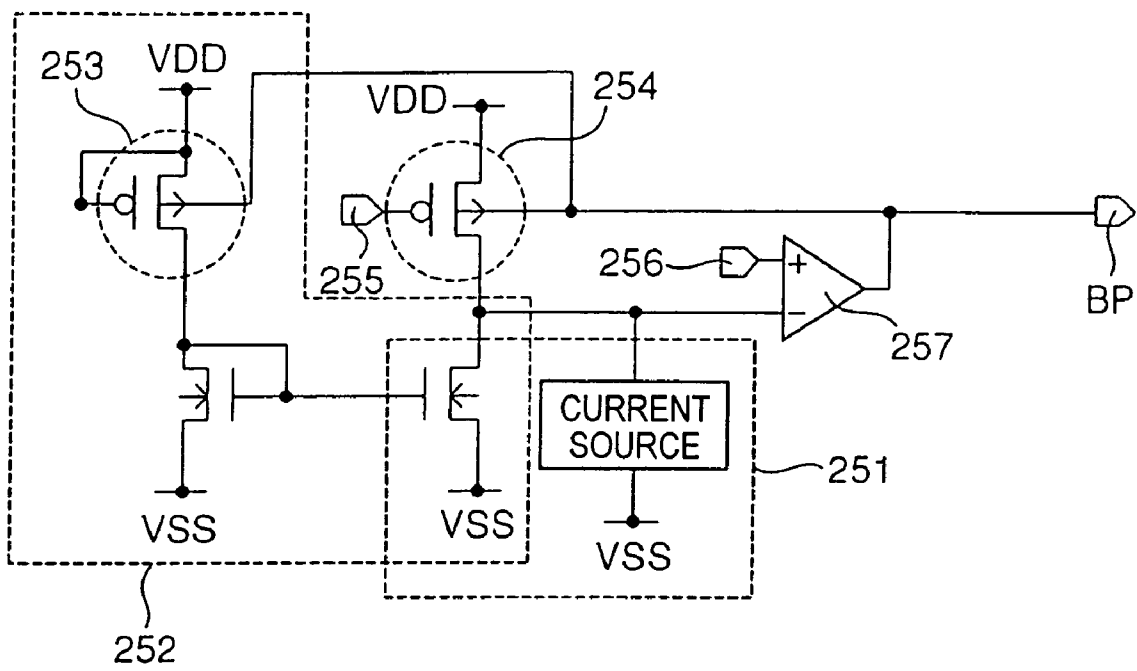 253
VDD
VDD
254
255
256
+
−
257
BP
CURRENT
SOURCE
251
VSS
VSS
VSS
252